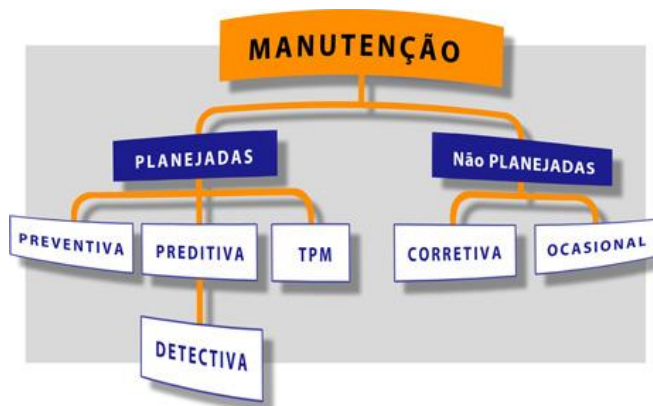 MANUTENÇÃO
PLANEJADAS
Não PLANEJADAS
PREVENTIVA
PREDITIVA
TPM
CORRETIVA
OCASIONAL
DETECTIVA